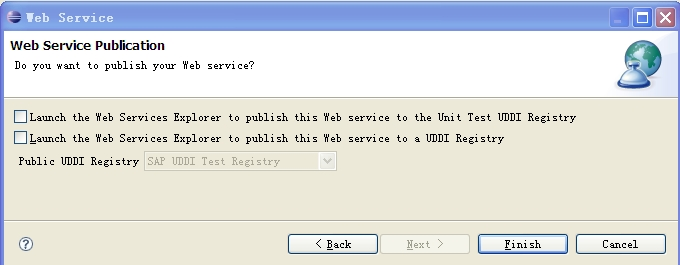 Web Service
Web Service Publication
Do you want to publish your Web service?
Launch the Web Services Explorer to publish this Web service to the Unit Test UDDI Registry
Launch the Web Services Explorer to publish this Web service to a UDDI Registry
Public UDDI Registry SAP UDDI Test Registry
? < Back Next > Finish Cancel